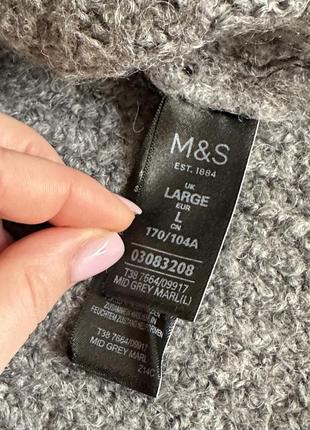 M&S
EST. 1884
UK
LARGE
EUR
L
CN
170/104A
03083208
T38 7664/09917
MID GREY MARL(L)
T38 7664/09917
MID GREY MARL
Z14C